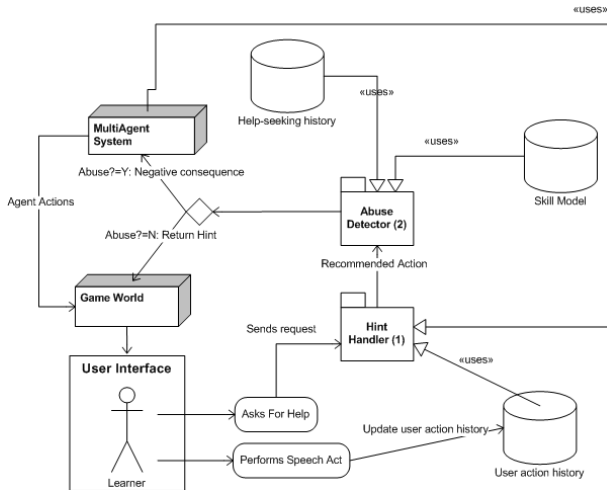 «uses»
«uses»
Help-seeking history
MultiAgent
System
«uses»
Skill Model
Abuse?=Y: Negative consequence
Agent Actions
Abuse?=N: Return Hint
Abuse
Detector (2)
Recommended Action
Game World
Hint
Handler (1)
Sends request
User Interface
«uses»
Asks For Help
Update user action history
Performs Speech Act
User action history
Learner